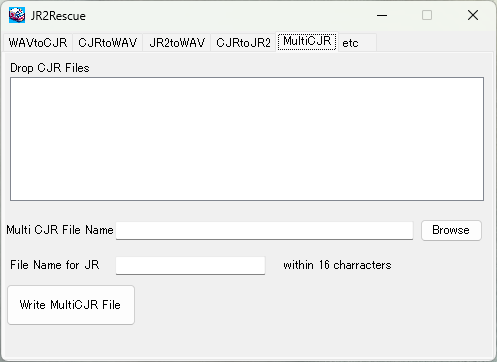 JR2Rescue
WAVtoCJR CJRtoWAV JR2toWAV CJRtoJR2 MultiCJR etc
Drop CJR Files
Multi CJR File Name Browse
File Name for JR within 16 charracters
Write MultiCJR File